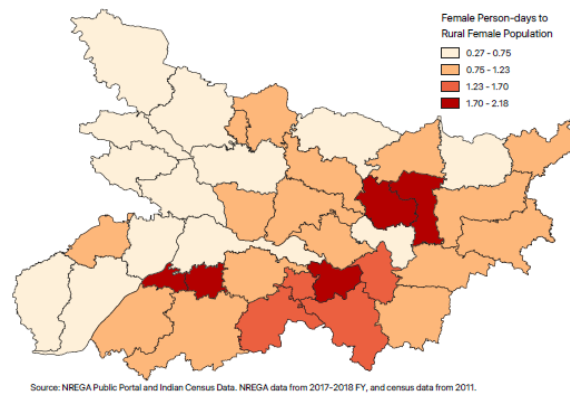 Female Person-days to
Rural Female Population
0.27 - 0.75
0.75 - 1.23
1.23 - 1.70
1.70 - 2.18
Source: NREGA Public Portal and Indian Census Data. NREGA data from 2017-2018 FY, and census data from 2011.